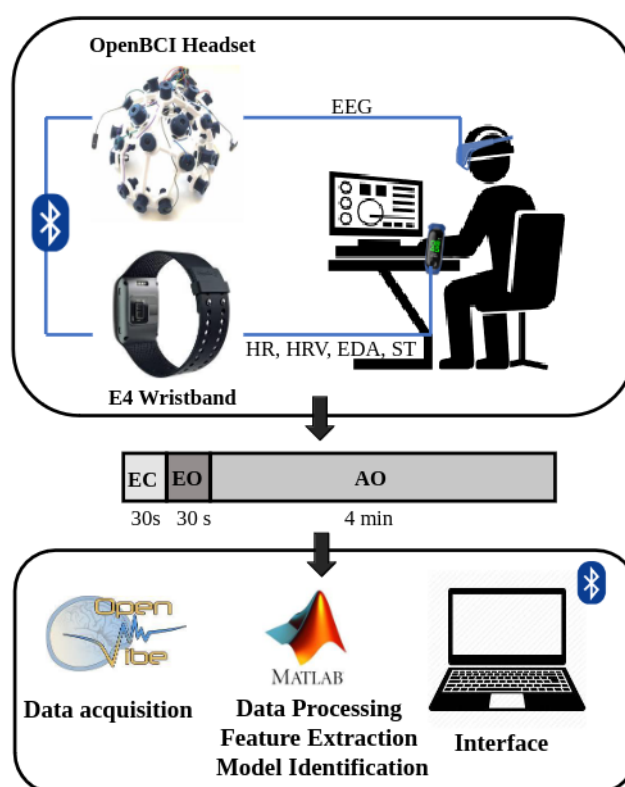 OpenBCI Headset
EEG
HR, HRV, EDA, ST
E4 Wristband
EC EO AO
30s 30 s 4 min
Open
Vibe
MATLAB
Data acquisition
Data Processing
Feature Extraction
Model Identification
Interface